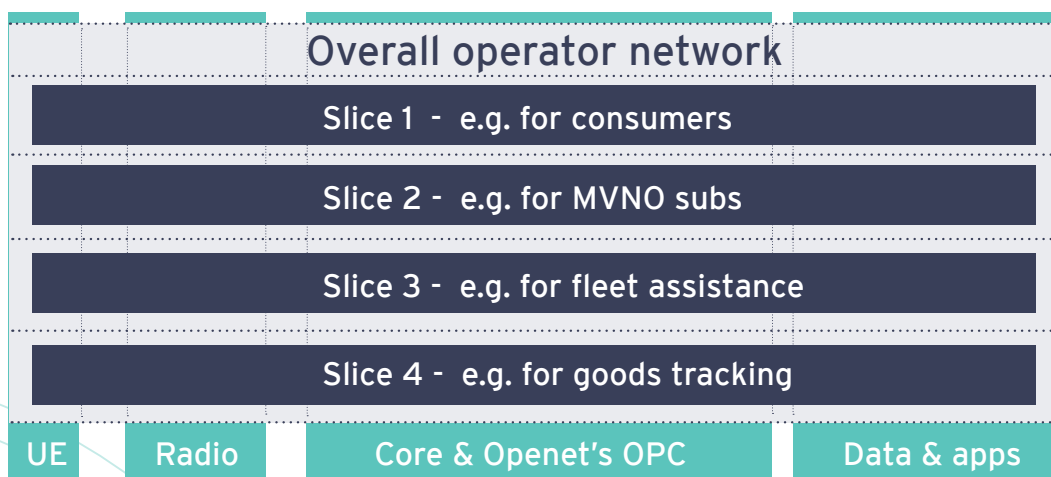 Overall operator network
Slice 1 - e.g. for consumers
Slice 2 - e.g. for MVNO subs
Slice 3 - e.g. for fleet assistance
Slice 4 - e.g. for goods tracking
UE Radio Core & Openet's OPC Data & apps